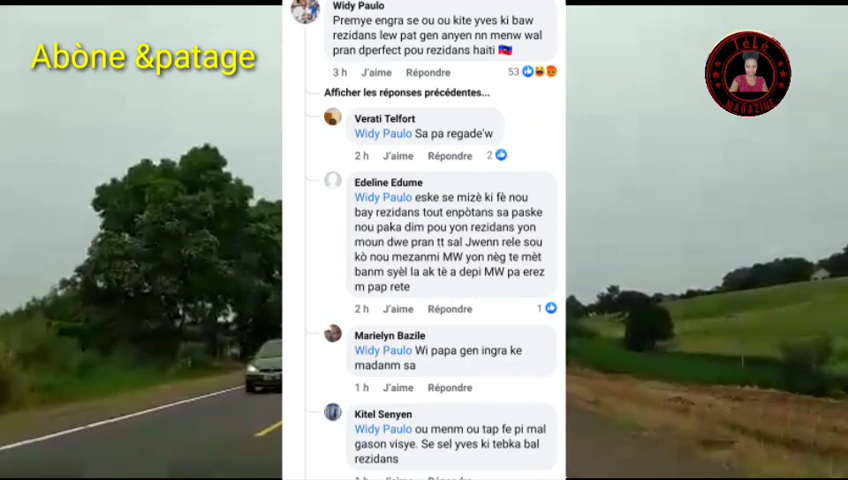 Abòne &patage
TéLé
MAGAZINE
Widy Paulo
Premye engra se ou ou kite yves ki baw
rezidans lew pat gen anyen nn menw wal
pran dperfect pou rezidans haiti 🇭🇹
3 h J'aime Répondre 53
Afficher les réponses précédentes...
Verati Telfort
Widy Paulo Sa pa regade'w
2 h J'aime Répondre 2
Edeline Edume
Widy Paulo eske se mizè ki fè nou
bay rezidans tout enpòtans sa paske
nou paka dim pou yon rezidans yon
moun dwe pran tt sal Jwenn rele sou
kò nou mezanmi MW yon nèg te mèt
banm syèl la ak tè a depi MW pa erez
m pap rete
2 h J'aime Répondre 1
Marielyn Bazile
Widy Paulo Wi papa gen ingra ke
madanm sa
1 h J'aime Répondre
Kitel Senyen
Widy Paulo ou menm ou tap fe pi mal
gason visye. Se sel yves ki tebka bal
rezidans